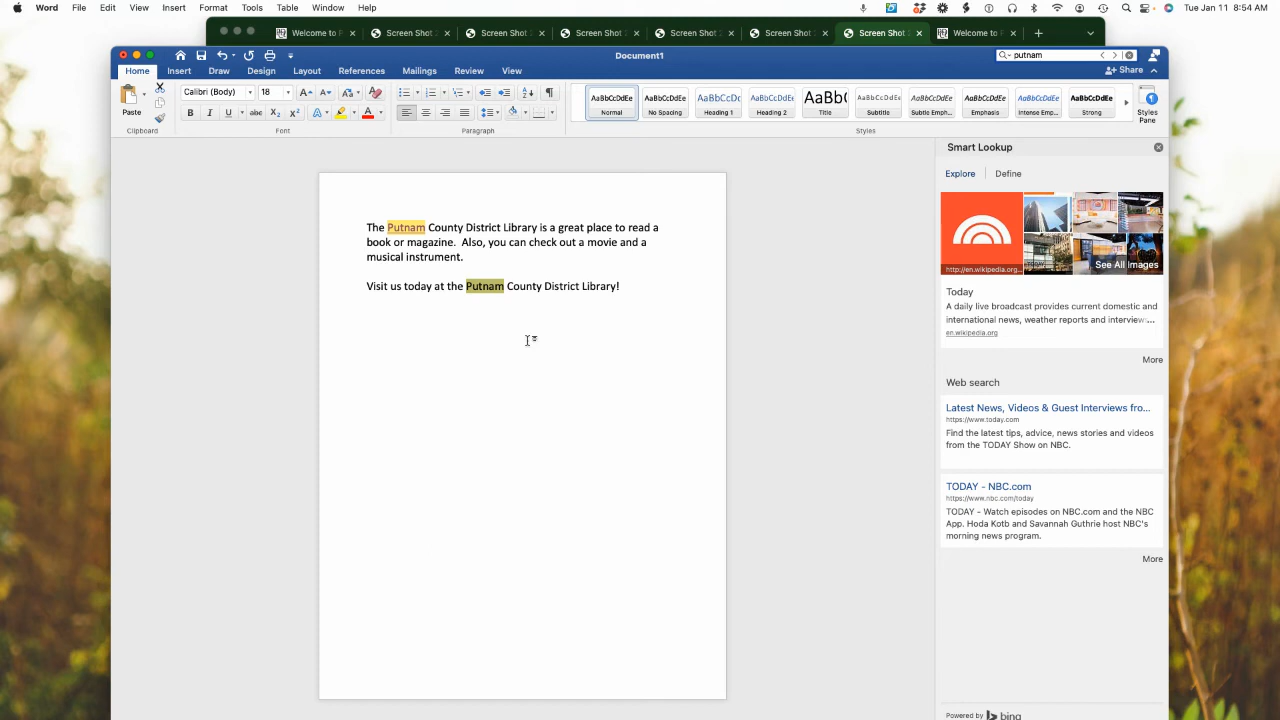 Word File Edit View Insert Format Tools Table Window Help Tue Jan 11 8:54 AM
Screen Shot 2 Screen Shot 2 Screen Shot 2 Screen Shot 2 Screen Shot Screen Shot 2
Document1
putnam
Home Insert Draw Design Layout References Mailings Review View
Share
Calibri (Body) 18
AaBbCcDdEe AaBbCcDdEe AaBbCcDc AaBbCcDdEe AaBb( AaBbCcDdEe AaBbCcDdEe AaBbCcDdEe AaBbCcDdEe AaBbCcDdEe
Paste
Normal No Spacing Heading 1 Heading 2 Title Subtitle Subtle Emph... Emphasis Intense Emp... Strong
Styles Pane
Clipboard Font Paragraph Styles
The Putnam County District Library is a great place to read a
book or magazine. Also, you can check out a movie and a
musical instrument.
Visit us today at the Putnam County District Library!
Smart Lookup
Explore Define
http://en.wikipedia.org...
See All Images
Today
A daily live broadcast provides current domestic and
international news, weather reports and interview...
en.wikipedia.org
More
Web search
Latest News, Videos & Guest Interviews fro...
https://www.today.com
Find the latest tips, advice, news stories and videos
from the TODAY Show on NBC.
TODAY - NBC.com
https://www.nbc.com/today
TODAY - Watch episodes on NBC.com and the NBC
App. Hoda Kotb and Savannah Guthrie host NBC's
morning news program.
More
Powered by bing